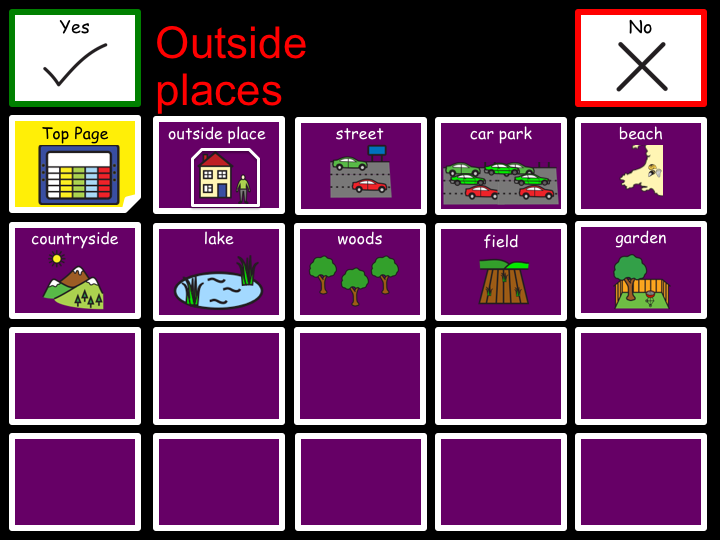 Yes
Outside
places
No
Top Page
outside place
street
car park
beach
countryside
lake
woods
field
garden